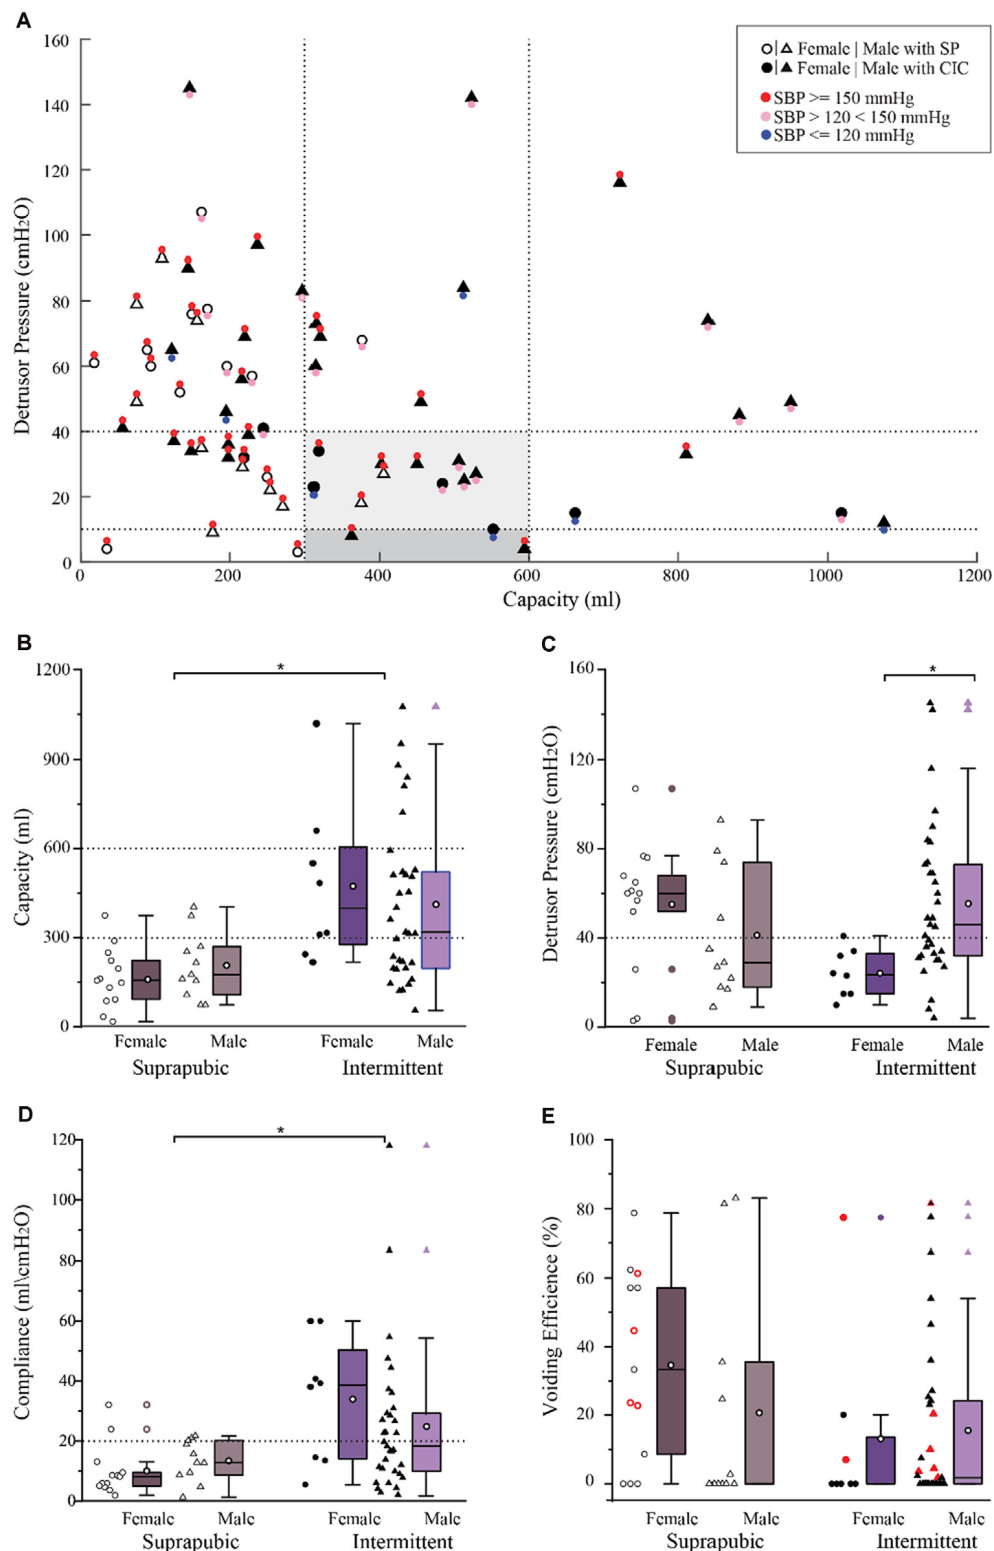 A
160
140
120
100
80
60
40
20
0
Detrusor Pressure (cmH2O)
Female | Male with SP
Female | Male with CIC
SBP >= 150 mmHg
SBP > 120 < 150 mmHg
SBP <= 120 mmHg
0 200 400 600 800 1000 1200
Capacity (ml)
B
1200
900
600
300
0
Capacity (ml)
*
Female Male Female Male
Suprapubic Intermittent
C
160
120
80
40
0
Detrusor Pressure (cmH2O)
*
Female Male Female Male
Suprapubic Intermittent
D
120
100
80
60
40
20
0
Compliance (ml\cmH2O)
*
Female Male Female Male
Suprapubic Intermittent
E
100
80
60
40
20
0
Voiding Efficience (%)
Female Male Female Male
Suprapubic Intermittent